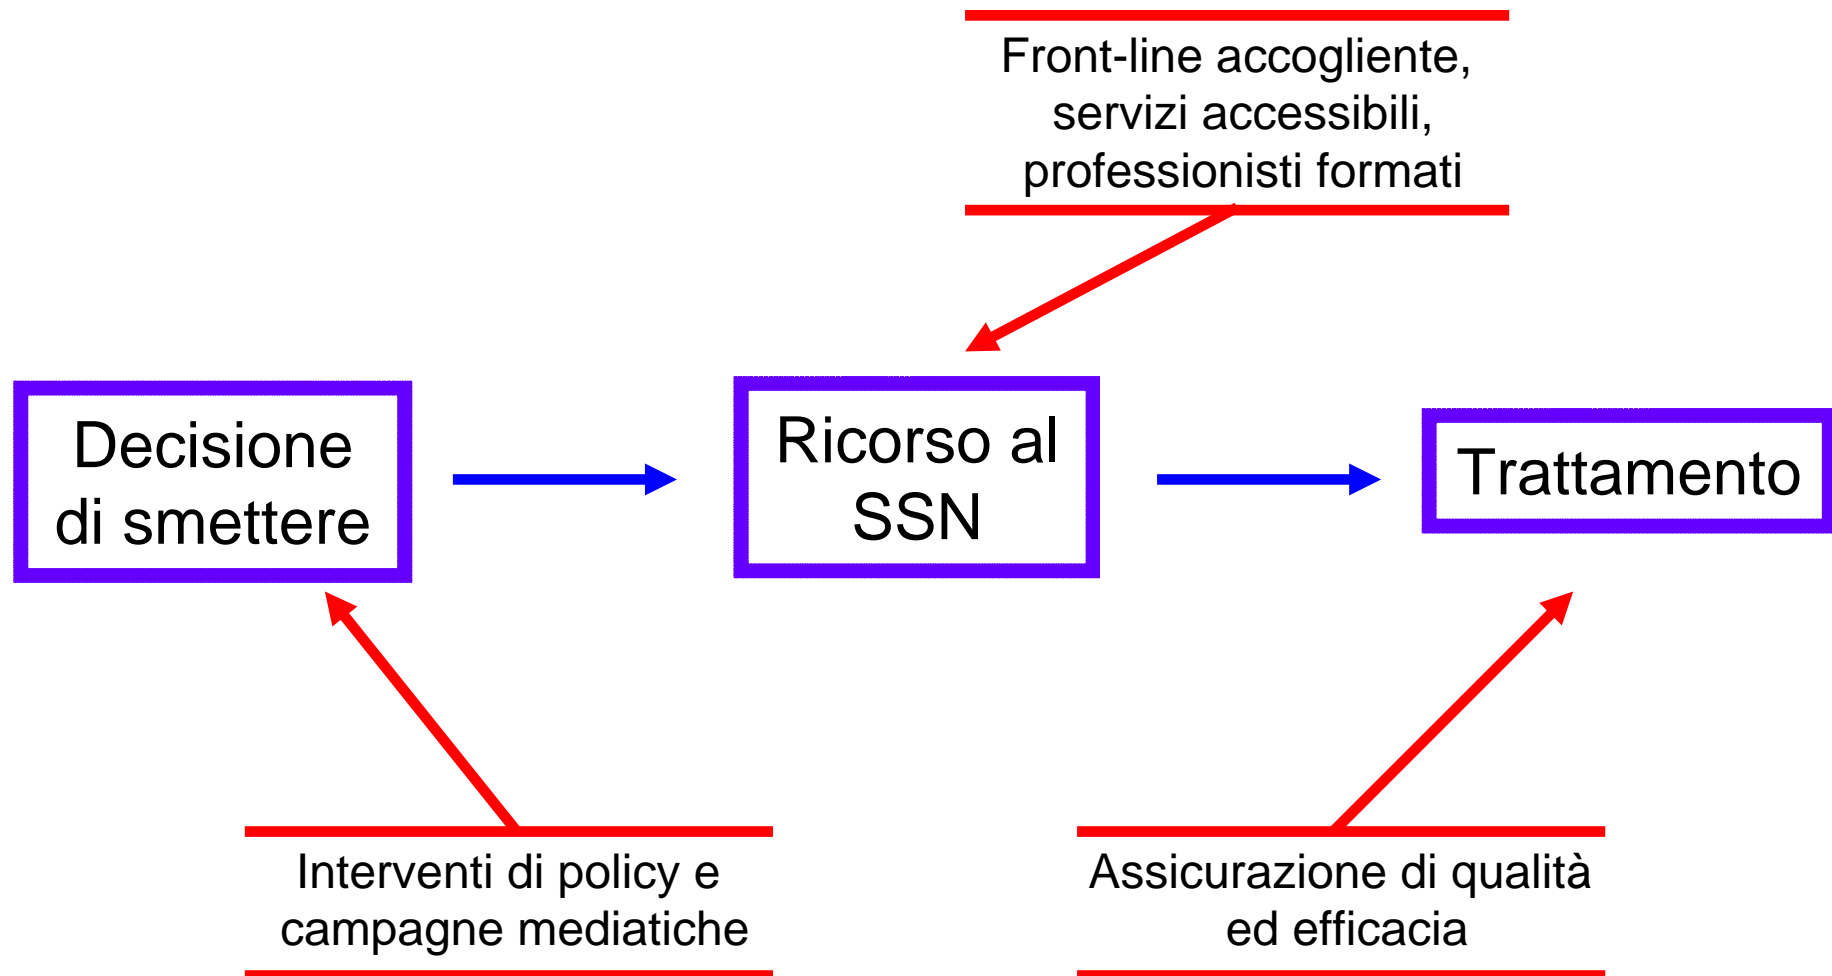 Front-line accogliente,
servizi accessibili,
professionisti formati
Decisione
di smettere
Ricorso al
SSN
Trattamento
Interventi di policy e
campagne mediatiche
Assicurazione di qualità
ed efficacia